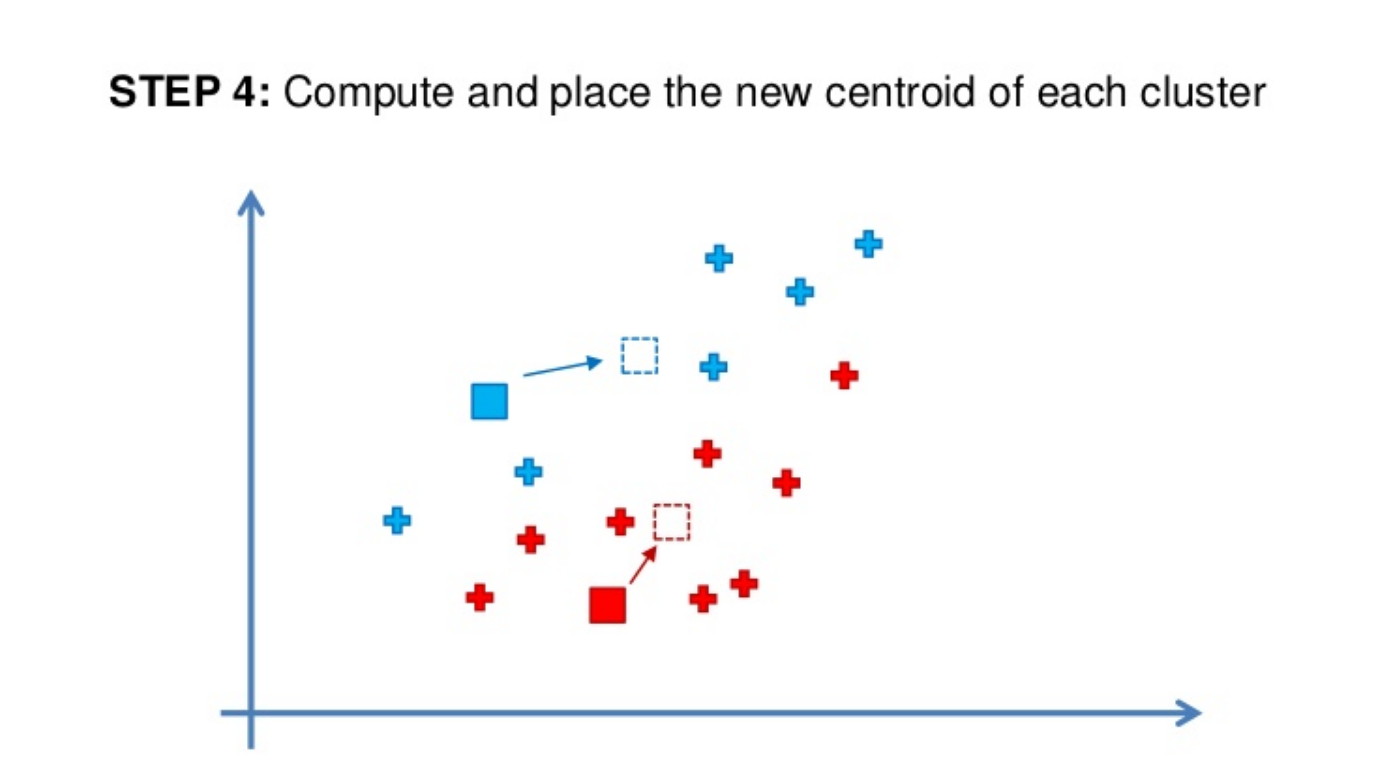 STEP 4: Compute and place the new centroid of each cluster